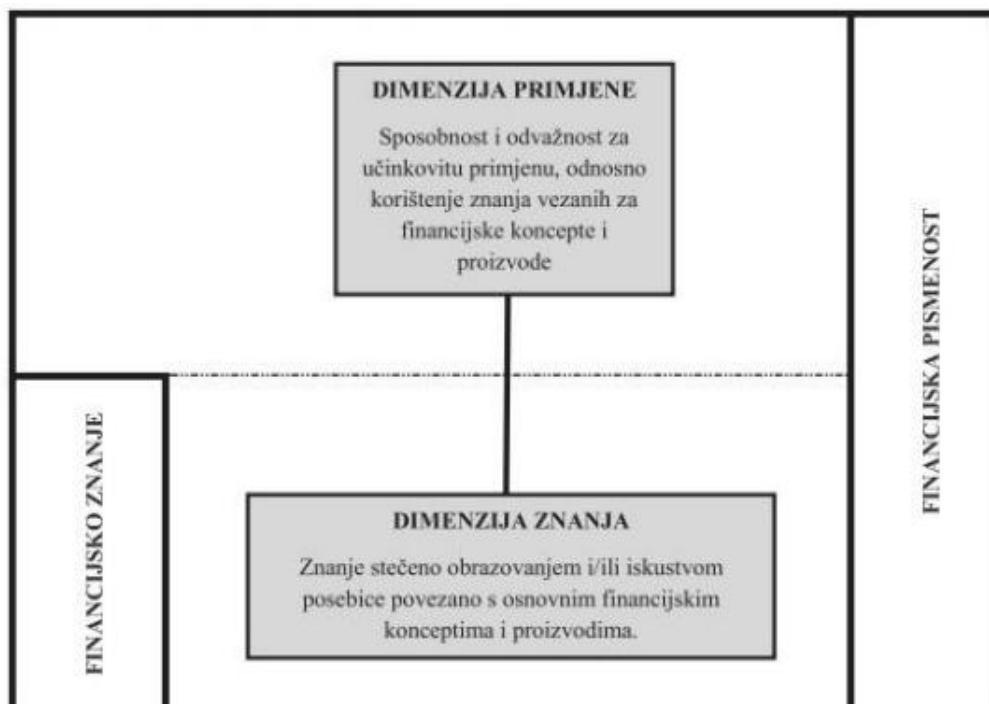 DIMENZIJA PRIMJENE
Sposobnost i odvažnost za
učinkovitu primjenu, odnosno
korištenje znanja vezanih za
financijske koncepte i
proizvode
FINANCIJSKA PISMENOST
FINANCIJSKO ZNANJE
DIMENZIJA ZNANJA
Znanje stečeno obrazovanjem i/ili iskustvom
posebice povezano s osnovnim financijskim
konceptima i proizvodima.